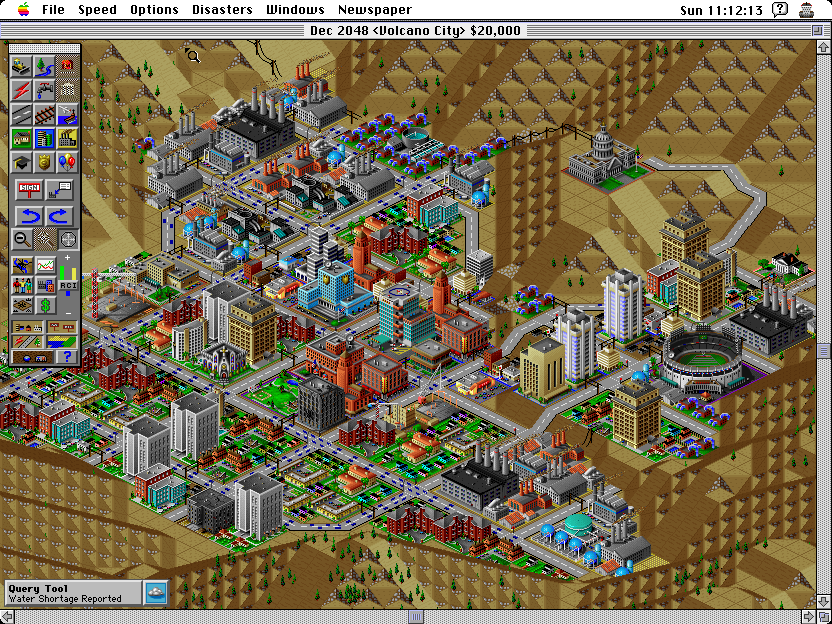 File Speed Options Disasters Windows Newspaper Sun 11:12:13
Dec 2048 <Volcano City> $20,000
SIGN
+
RCI
−
?
Query Tool
Water Shortage Reported